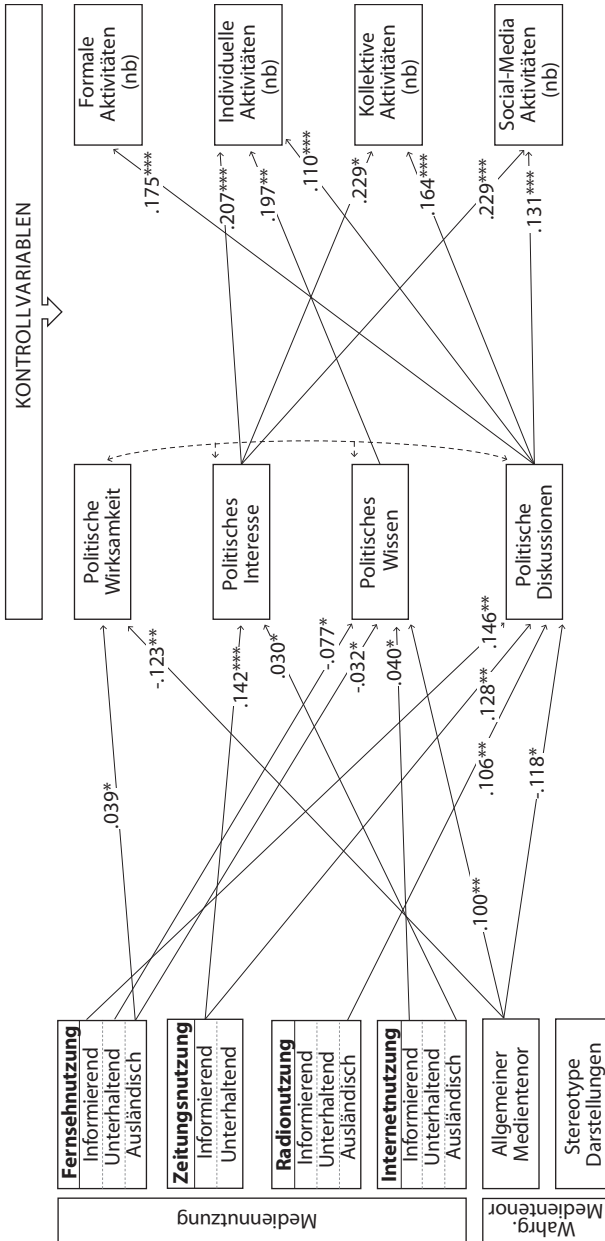 KONTROLLVARIABLEN
Mediennutzung
Fernsehnutzung
Informierend
Unterhaltend
Ausländisch
Zeitungsnutzung
Informierend
Unterhaltend
Radionutzung
Informierend
Unterhaltend
Ausländisch
Internetnutzung
Informierend
Unterhaltend
Ausländisch
Wahrg.
Medientenor
Allgemeiner
Medientenor
Stereotype
Darstellungen
.039*
-.123**
.142***
.030*
-.077*
-.032*
.040*
.100**
.146**
.128**
.106**
-.118*
Politische
Wirksamkeit
Politisches
Interesse
Politisches
Wissen
Politische
Diskussionen
.175***
.207***
.197**
.110***
.229*
.164***
.229***
.131***
Formale
Aktivitäten
(nb)
Individuelle
Aktivitäten
(nb)
Kollektive
Aktivitäten
(nb)
Social-Media
Aktivitäten
(nb)